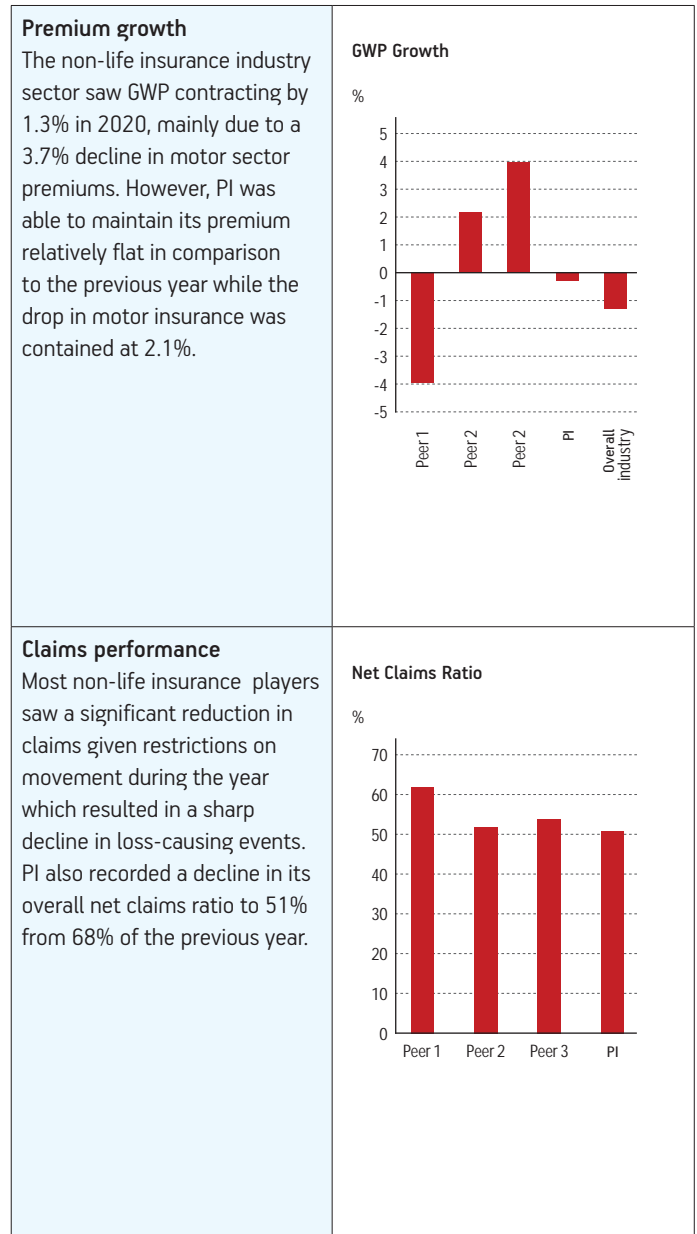 Premium growth
The non-life insurance industry
sector saw GWP contracting by
1.3% in 2020, mainly due to a
3.7% decline in motor sector
premiums. However, PI was
able to maintain its premium
relatively flat in comparison
to the previous year while the
drop in motor insurance was
contained at 2.1%.
GWP Growth
%
5
4
3
2
1
0
-1
-2
-3
-4
-5
Peer 1
Peer 2
Peer 2
PI
Overall
industry
Claims performance
Most non-life insurance players
saw a significant reduction in
claims given restrictions on
movement during the year
which resulted in a sharp
decline in loss-causing events.
PI also recorded a decline in its
overall net claims ratio to 51%
from 68% of the previous year.
Net Claims Ratio
%
70
60
50
40
30
20
10
0
Peer 1 Peer 2 Peer 3 PI